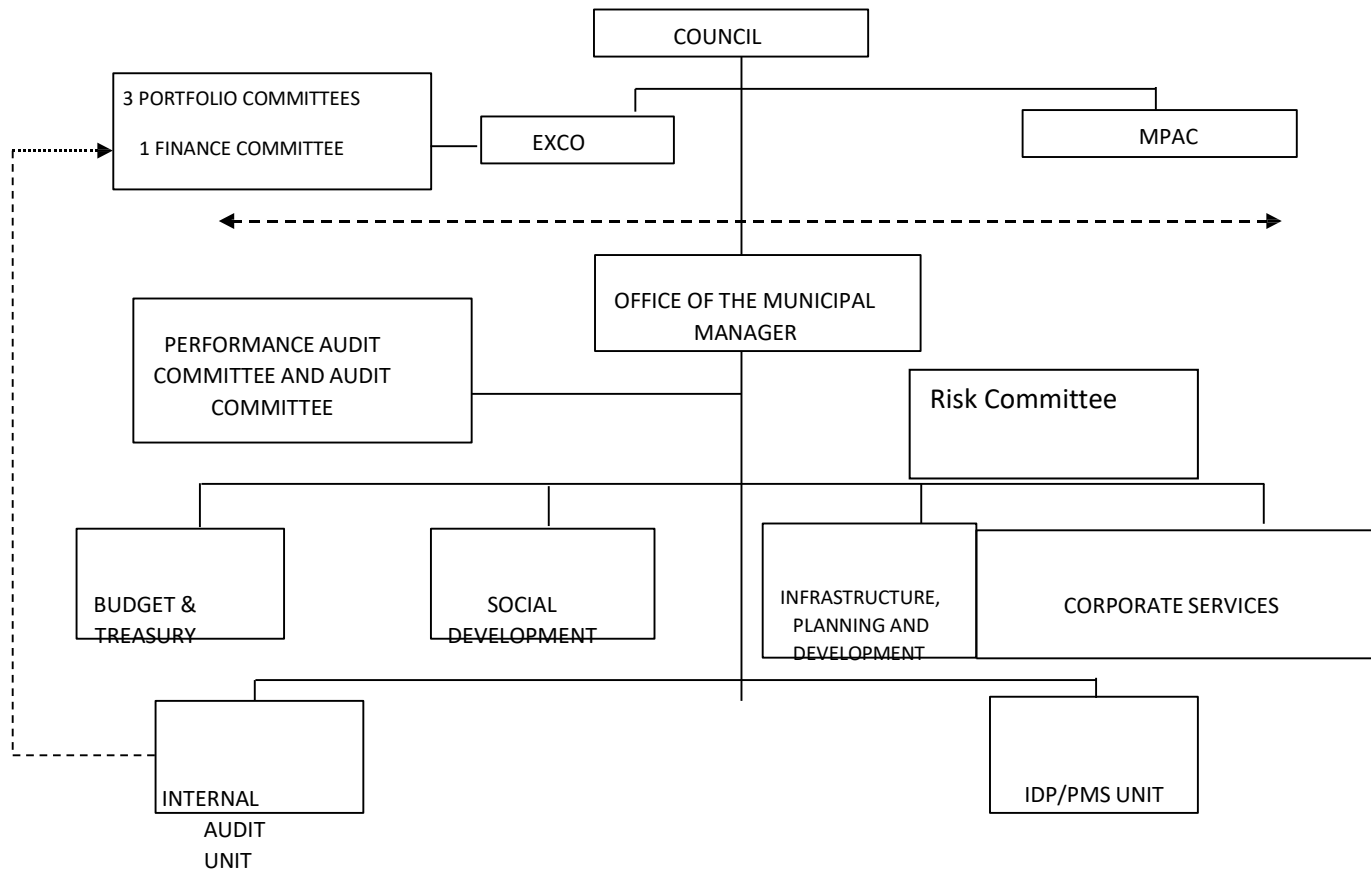 COUNCIL
3 PORTFOLIO COMMITTEES
1 FINANCE COMMITTEE
EXCO
MPAC
OFFICE OF THE MUNICIPAL
MANAGER
PERFORMANCE AUDIT
COMMITTEE AND AUDIT
COMMITTEE
Risk Committee
BUDGET &
TREASURY
SOCIAL
DEVELOPMENT
INFRASTRUCTURE,
PLANNING AND
DEVELOPMENT
CORPORATE SERVICES
INTERNAL
AUDIT
UNIT
IDP/PMS UNIT